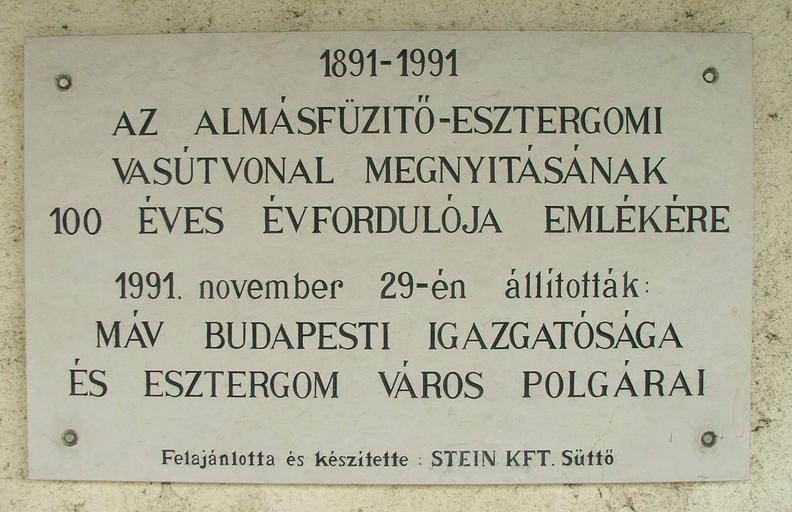 1891-1991
AZ ALMÁSFÜZITŐ-ESZTERGOMI
VASÚTVONAL MEGNYITÁSÁNAK
100 ÉVES ÉVFORDULÓJA EMLÉKÉRE
1991. november 29-én állították:
MÁV BUDAPESTI IGAZGATÓSÁGA
ÉS ESZTERGOM VÁROS POLGÁRAI
Felajánlotta és készítette : STEIN KFT. Süttő